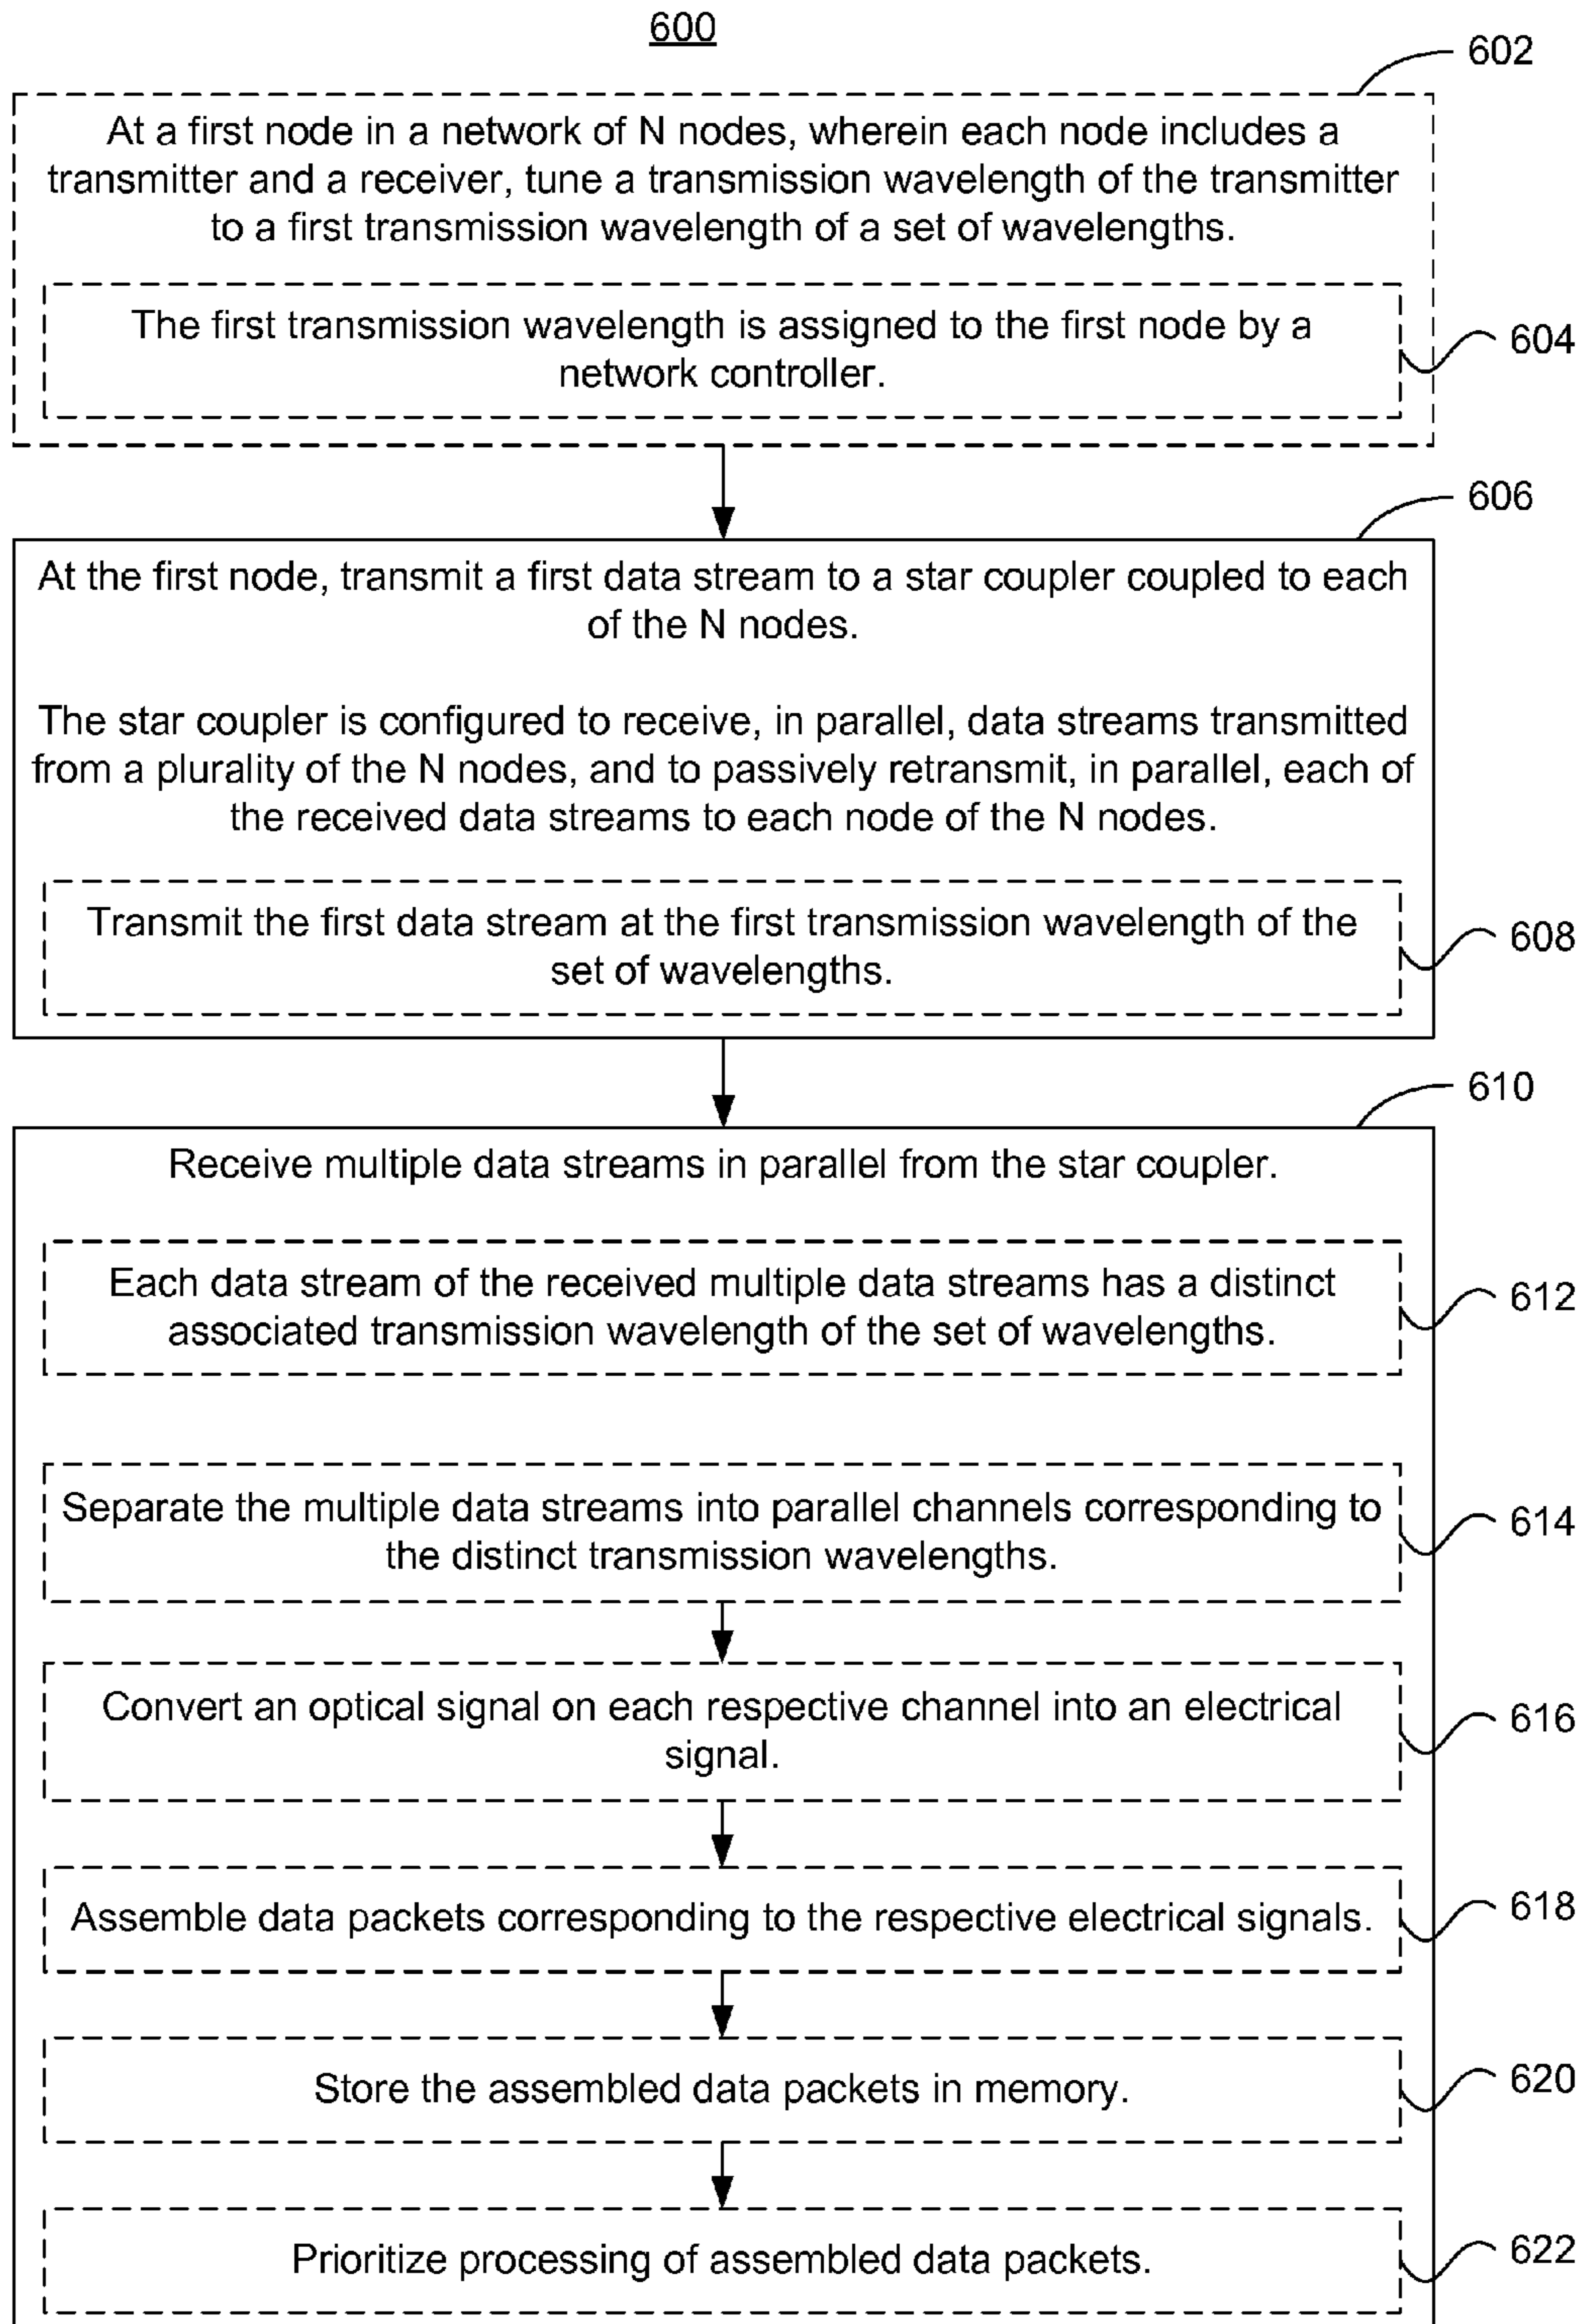 600
602
At a first node in a network of N nodes, wherein each node includes a
transmitter and a receiver, tune a transmission wavelength of the transmitter
to a first transmission wavelength of a set of wavelengths.
The first transmission wavelength is assigned to the first node by a
network controller.
604
606
At the first node, transmit a first data stream to a star coupler coupled to each
of the N nodes.
The star coupler is configured to receive, in parallel, data streams transmitted
from a plurality of the N nodes, and to passively retransmit, in parallel, each of
the received data streams to each node of the N nodes.
Transmit the first data stream at the first transmission wavelength of the
set of wavelengths.
608
610
Receive multiple data streams in parallel from the star coupler.
Each data stream of the received multiple data streams has a distinct
associated transmission wavelength of the set of wavelengths.
612
Separate the multiple data streams into parallel channels corresponding to
the distinct transmission wavelengths.
614
Convert an optical signal on each respective channel into an electrical
signal.
616
Assemble data packets corresponding to the respective electrical signals.
618
Store the assembled data packets in memory.
620
Prioritize processing of assembled data packets.
622